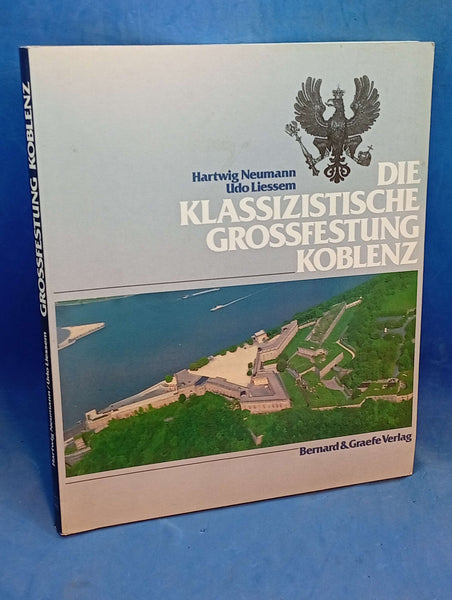 Hartwig Neumann
Udo Liessem
DIE
KLASSIZISTISCHE
GROSSFESTUNG
KOBLENZ
Bernard & Graefe Verlag
Hartwig Neumann / Udo Liessem GROSSFESTUNG KOBLENZ